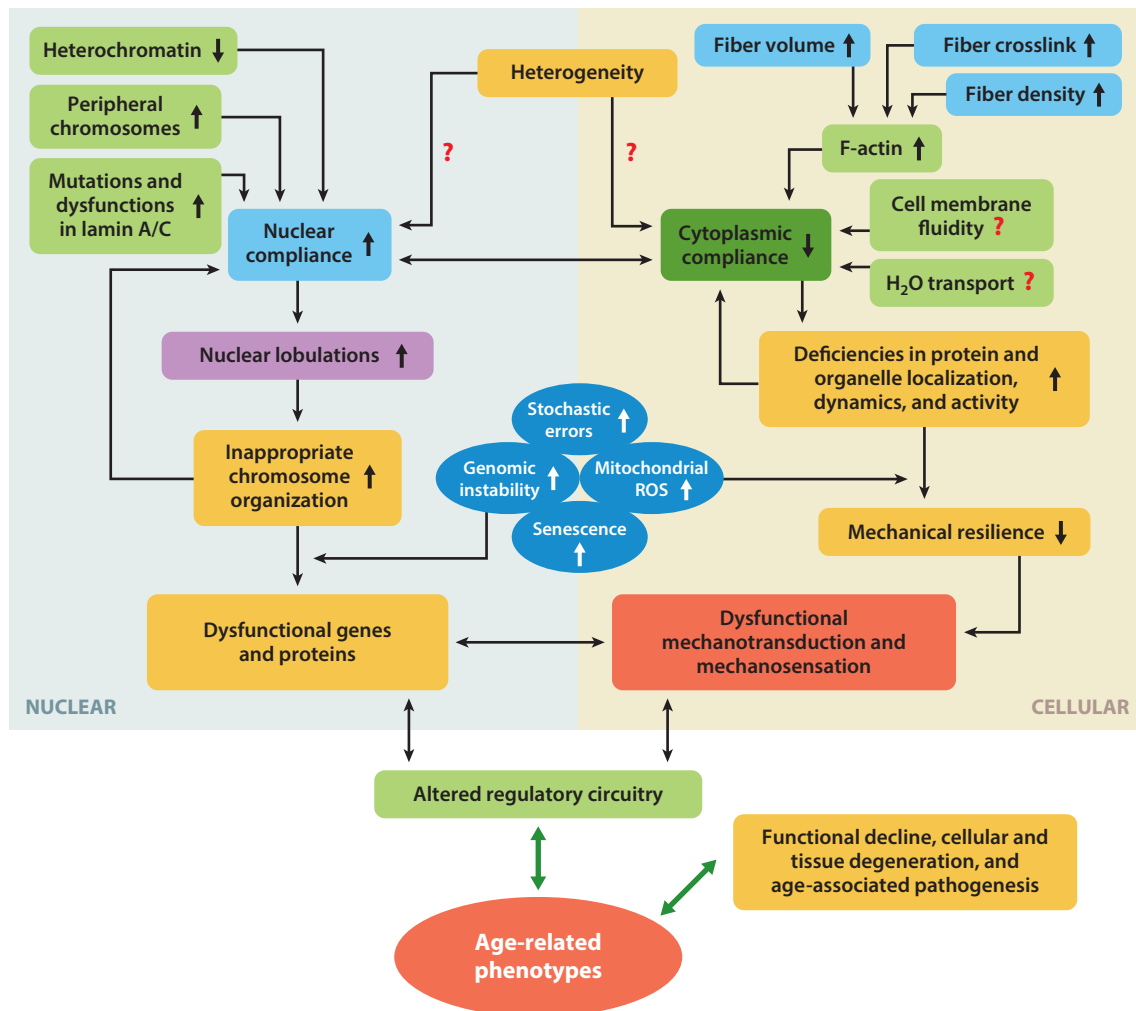 Heterochromatin
Peripheral
chromosomes
Mutations and
dysfunctions
in lamin A/C
Heterogeneity
?
?
Fiber volume
Fiber crosslink
Fiber density
F-actin
Nuclear
compliance
Cytoplasmic
compliance
Cell membrane
fluidity ?
H₂O transport ?
Nuclear lobulations
Deficiencies in protein and
organelle localization,
dynamics, and activity
Inappropriate
chromosome
organization
Stochastic
errors
Genomic
instability
Mitochondrial
ROS
Senescence
Mechanical resilience
Dysfunctional genes
and proteins
Dysfunctional
mechanotransduction and
mechanosensation
NUCLEAR
CELLULAR
Altered regulatory circuitry
Functional decline, cellular and
tissue degeneration, and
age-associated pathogenesis
Age-related
phenotypes